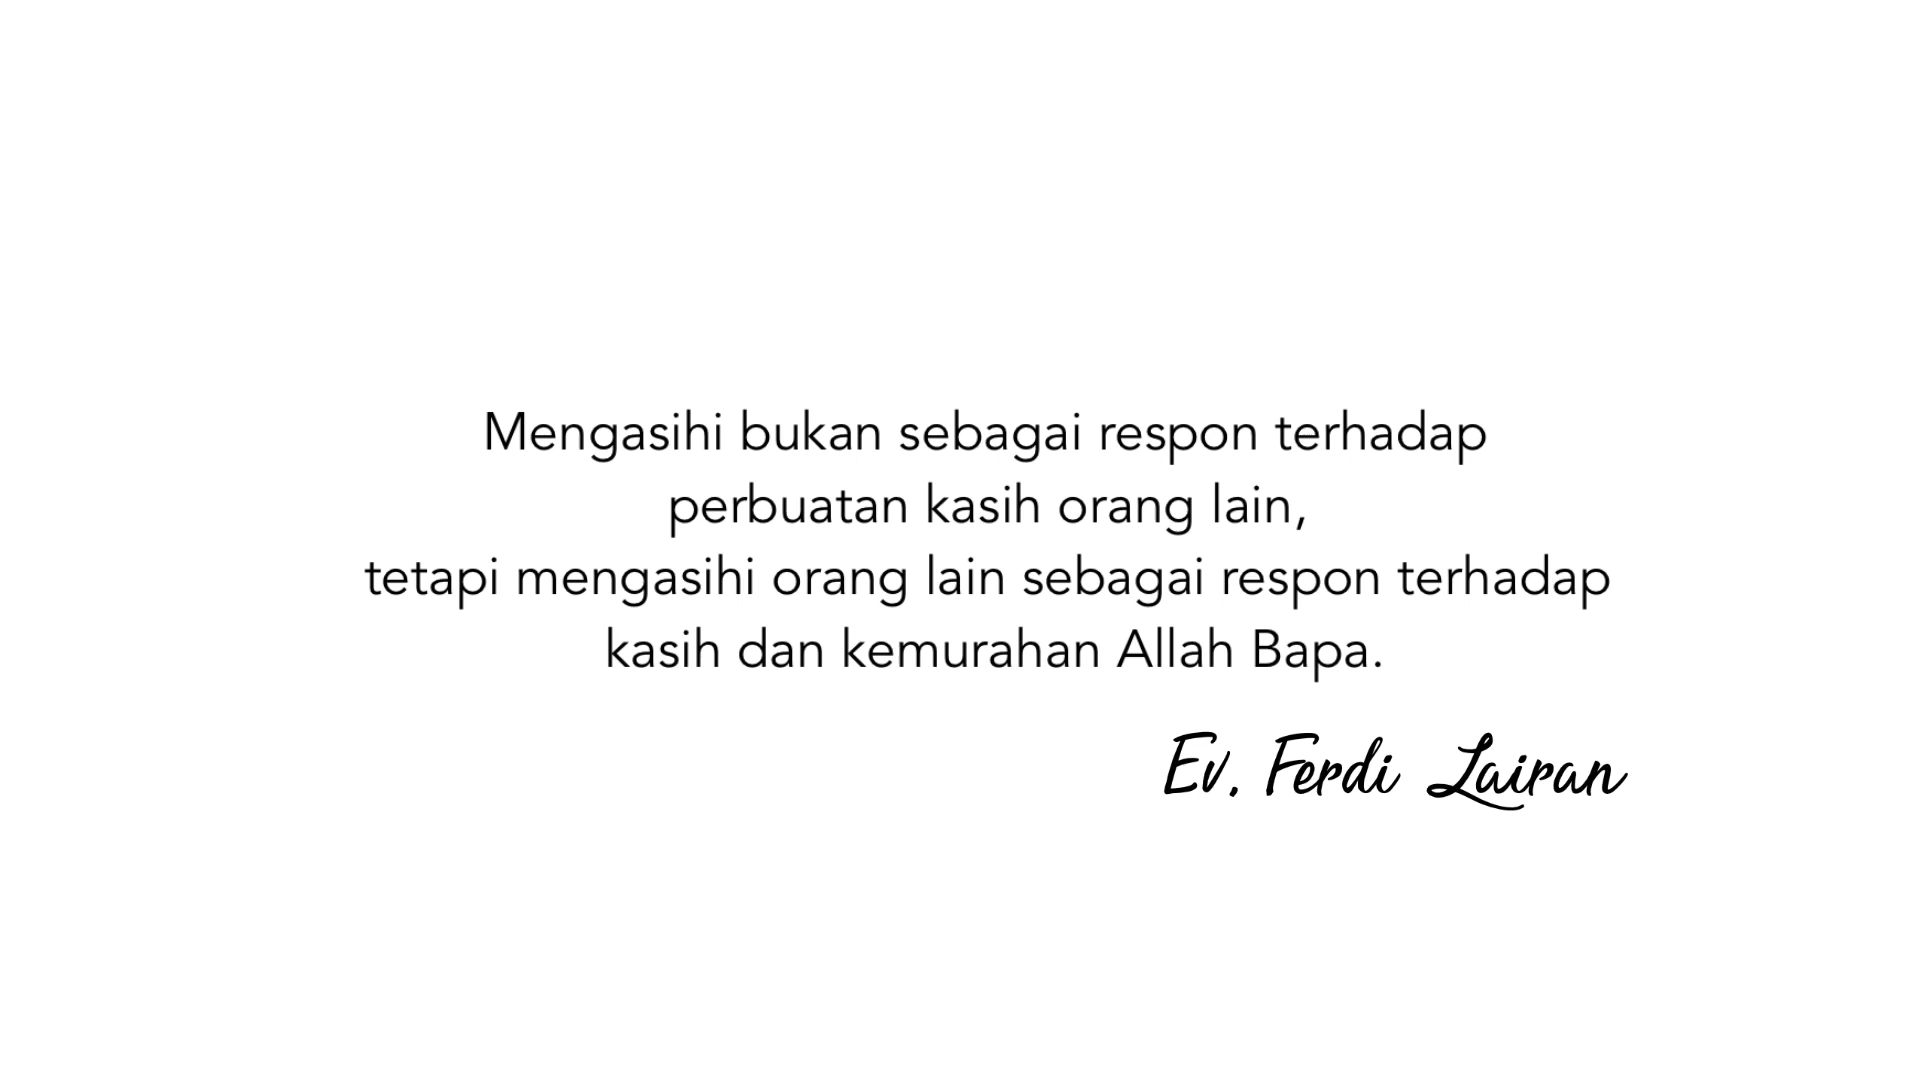 Mengasihi bukan sebagai respon terhadap
perbuatan kasih orang lain,
tetapi mengasihi orang lain sebagai respon terhadap
kasih dan kemurahan Allah Bapa.
Ev. Ferdi Lairan